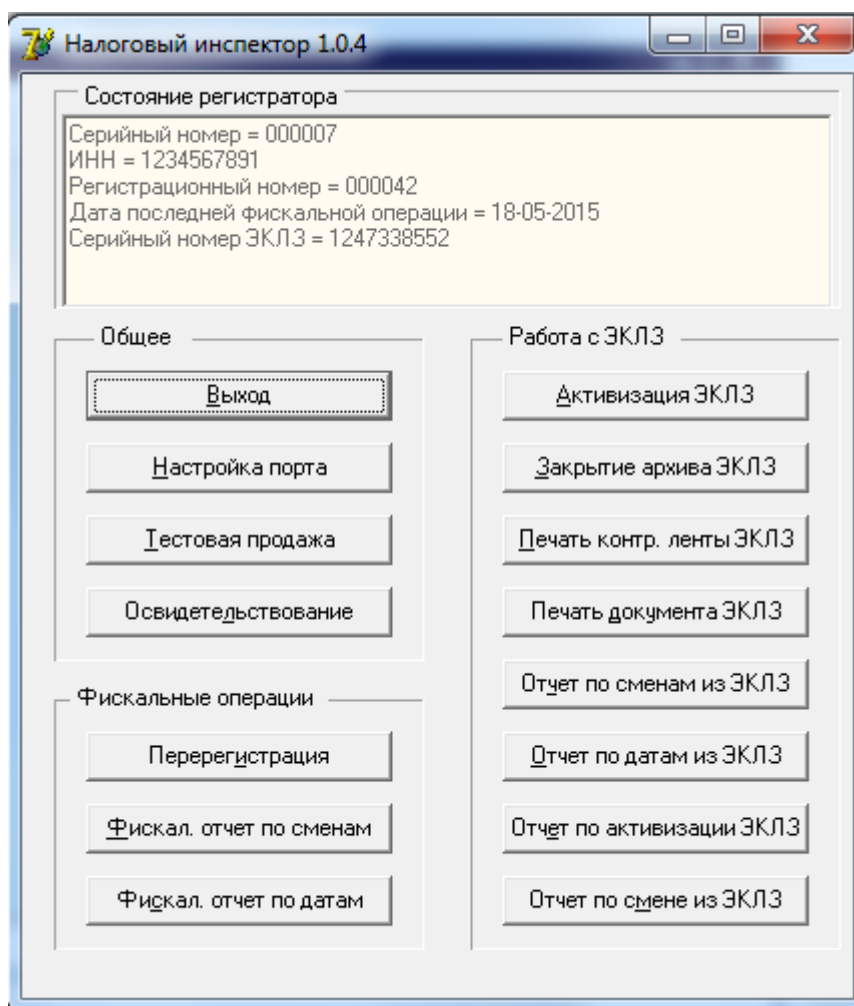 Налоговый инспектор 1.0.4
Состояние регистратора
Серийный номер = 000007
ИНН = 1234567891
Регистрационный номер = 000042
Дата последней фискальной операции = 18-05-2015
Серийный номер ЭКЛЗ = 1247338552
Общее
Выход
Настройка порта
Тестовая продажа
Освидетельствование
Фискальные операции
Перерегистрация
Фискал. отчет по сменам
Фискал. отчет по датам
Работа с ЭКЛЗ
Активизация ЭКЛЗ
Закрытие архива ЭКЛЗ
Печать контр. ленты ЭКЛЗ
Печать документа ЭКЛЗ
Отчет по сменам из ЭКЛЗ
Отчет по датам из ЭКЛЗ
Отчет по активизации ЭКЛЗ
Отчет по смене из ЭКЛЗ